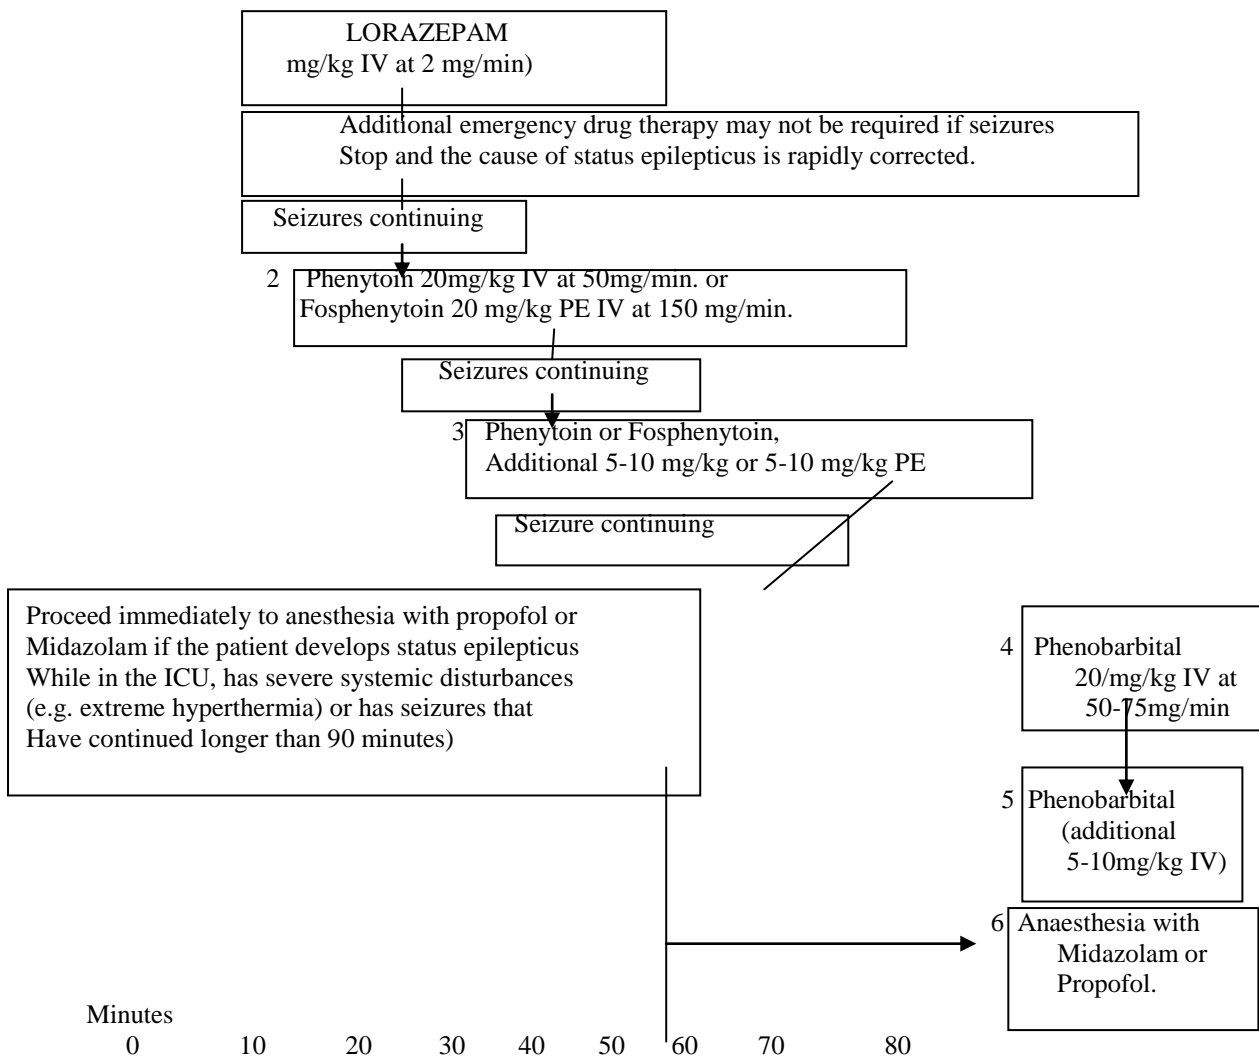 LORAZEPAM
mg/kg IV at 2 mg/min)
Additional emergency drug therapy may not be required if seizures
Stop and the cause of status epilepticus is rapidly corrected.
Seizures continuing
2 Phenytoin 20mg/kg IV at 50mg/min. or
Fosphenytoin 20 mg/kg PE IV at 150 mg/min.
Seizures continuing
3 Phenytoin or Fosphenytoin,
Additional 5-10 mg/kg or 5-10 mg/kg PE
Seizure continuing
Proceed immediately to anesthesia with propofol or
Midazolam if the patient develops status epilepticus
While in the ICU, has severe systemic disturbances
(e.g. extreme hyperthermia) or has seizures that
Have continued longer than 90 minutes)
4 Phenobarbital
20/mg/kg IV at
50-75mg/min
5 Phenobarbital
(additional
5-10mg/kg IV)
6 Anaesthesia with
Midazolam or
Propofol.
Minutes
0 10 20 30 40 50 60 70 80